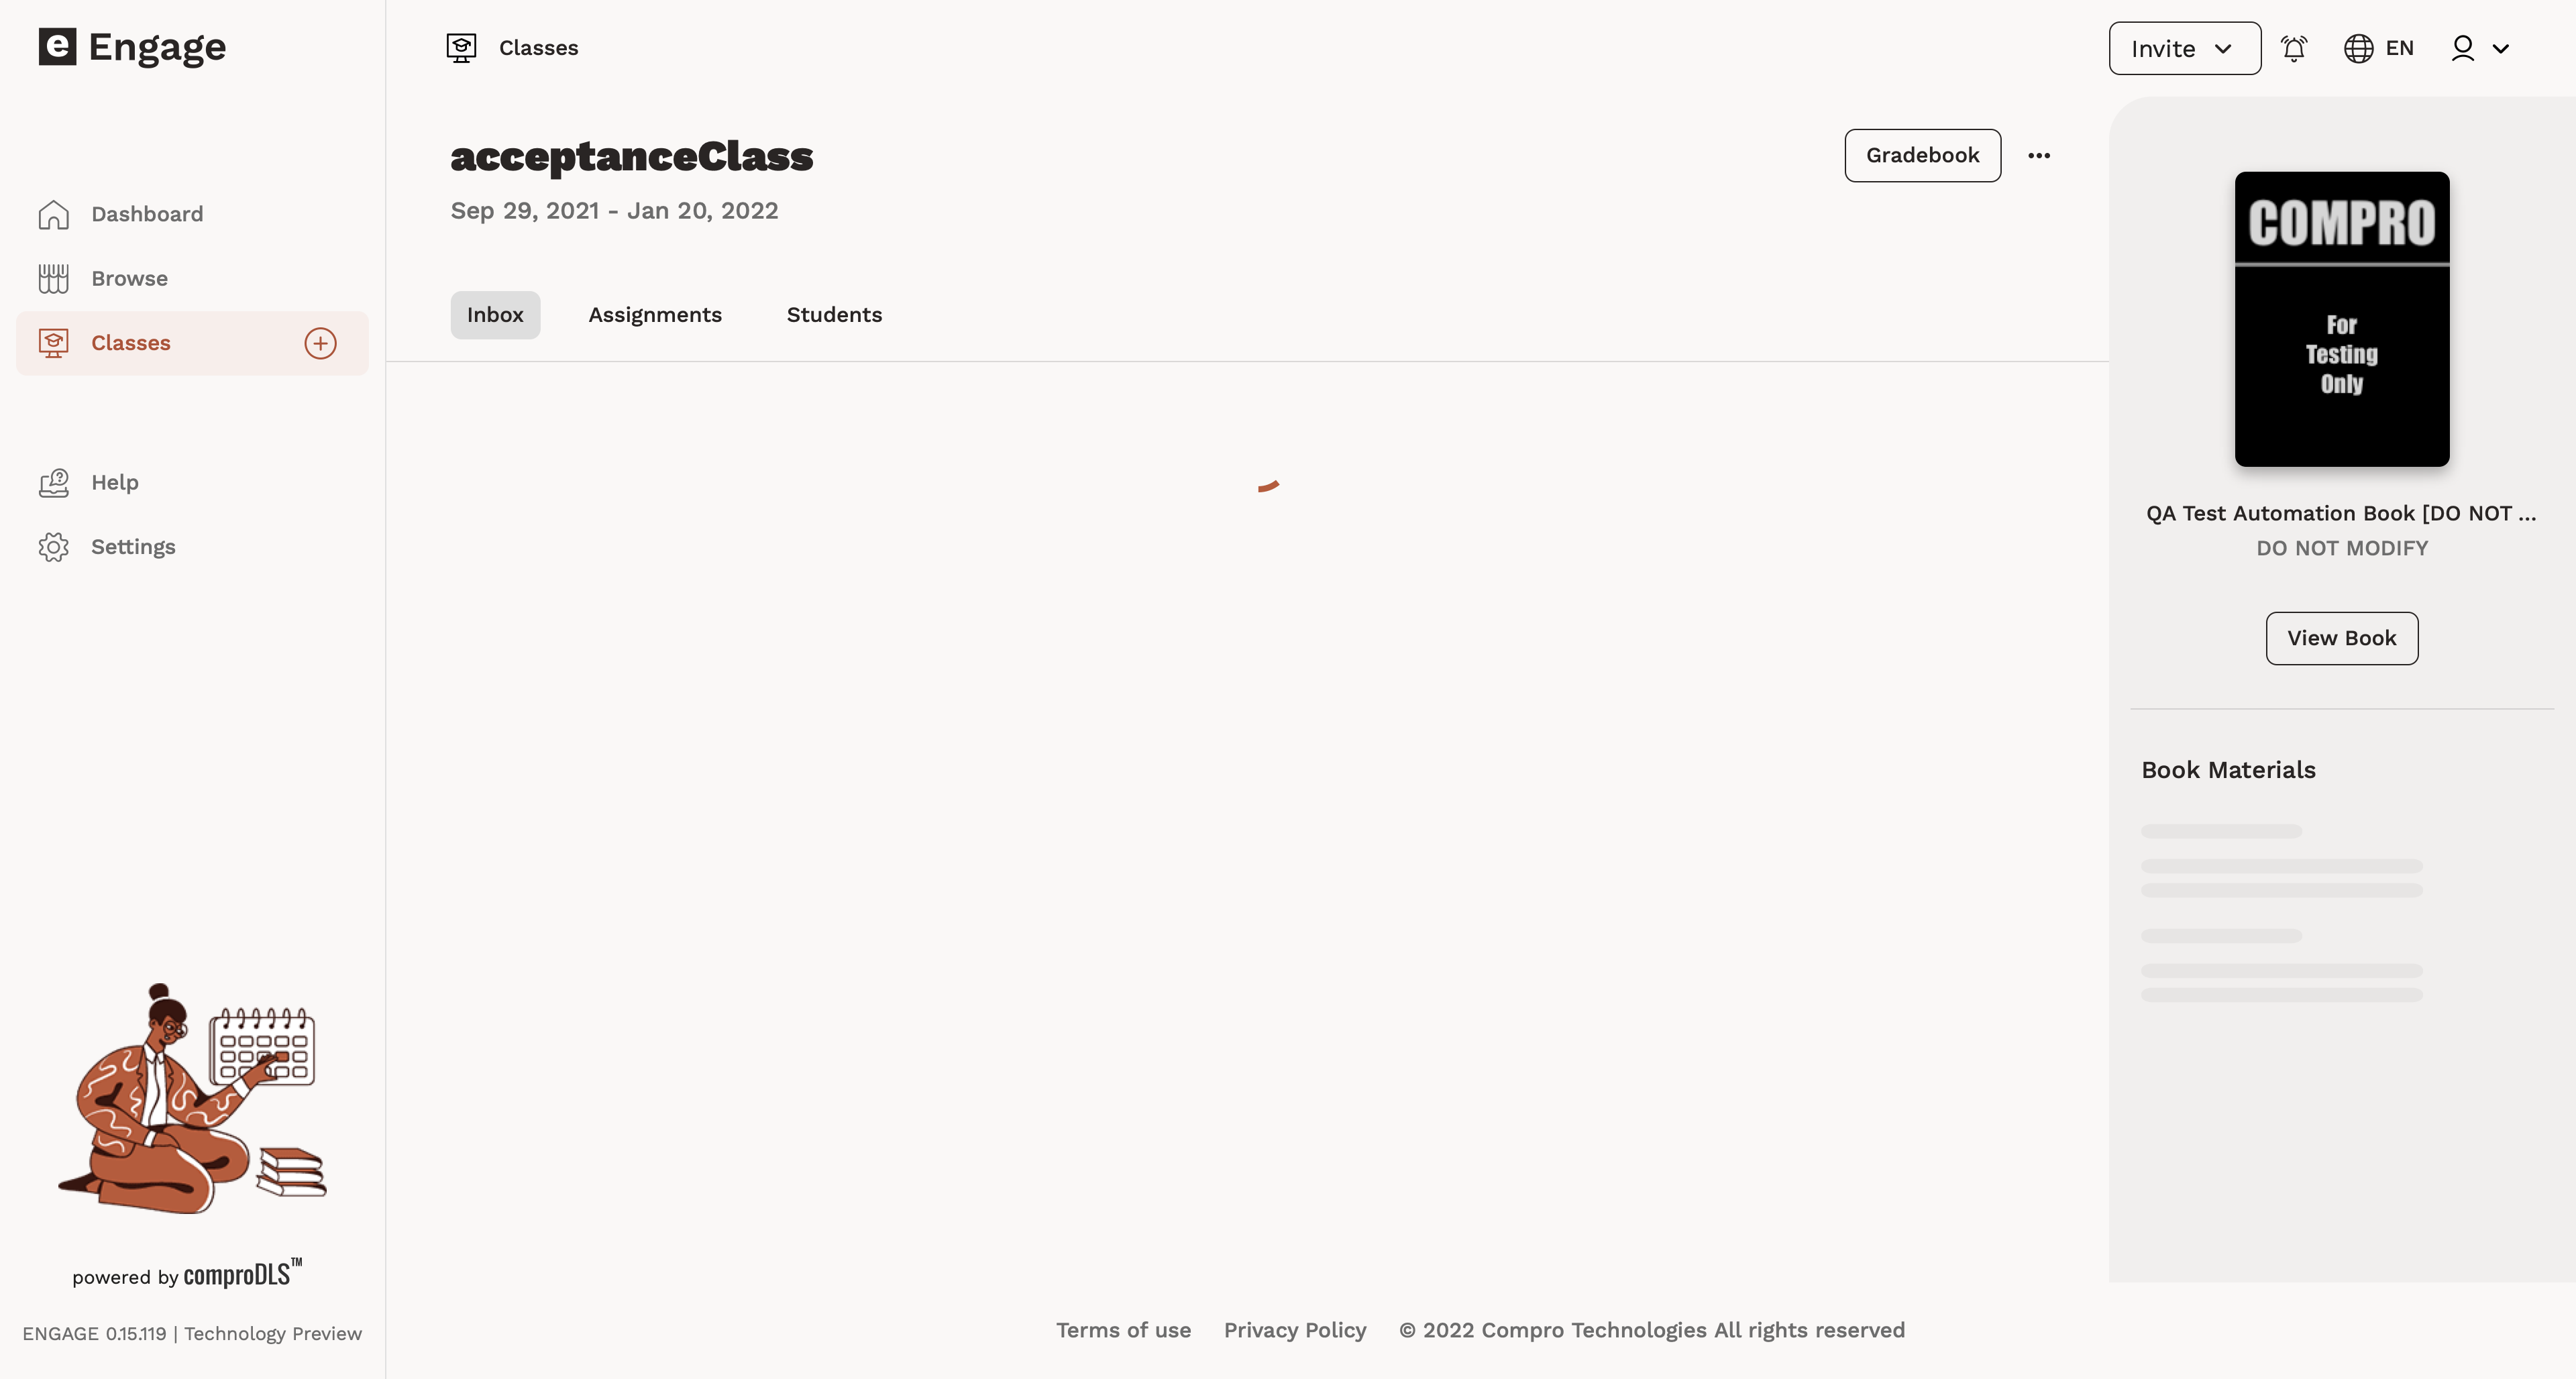 e Engage
Classes
Invite
EN
Dashboard
Browse
Classes
Help
Settings
acceptanceClass
Sep 29, 2021 - Jan 20, 2022
Gradebook
Inbox
Assignments
Students
COMPRO
For
Testing
Only
QA Test Automation Book [DO NOT ...
DO NOT MODIFY
View Book
Book Materials
powered by comproDLS™
ENGAGE 0.15.119 | Technology Preview
Terms of use
Privacy Policy
© 2022 Compro Technologies All rights reserved